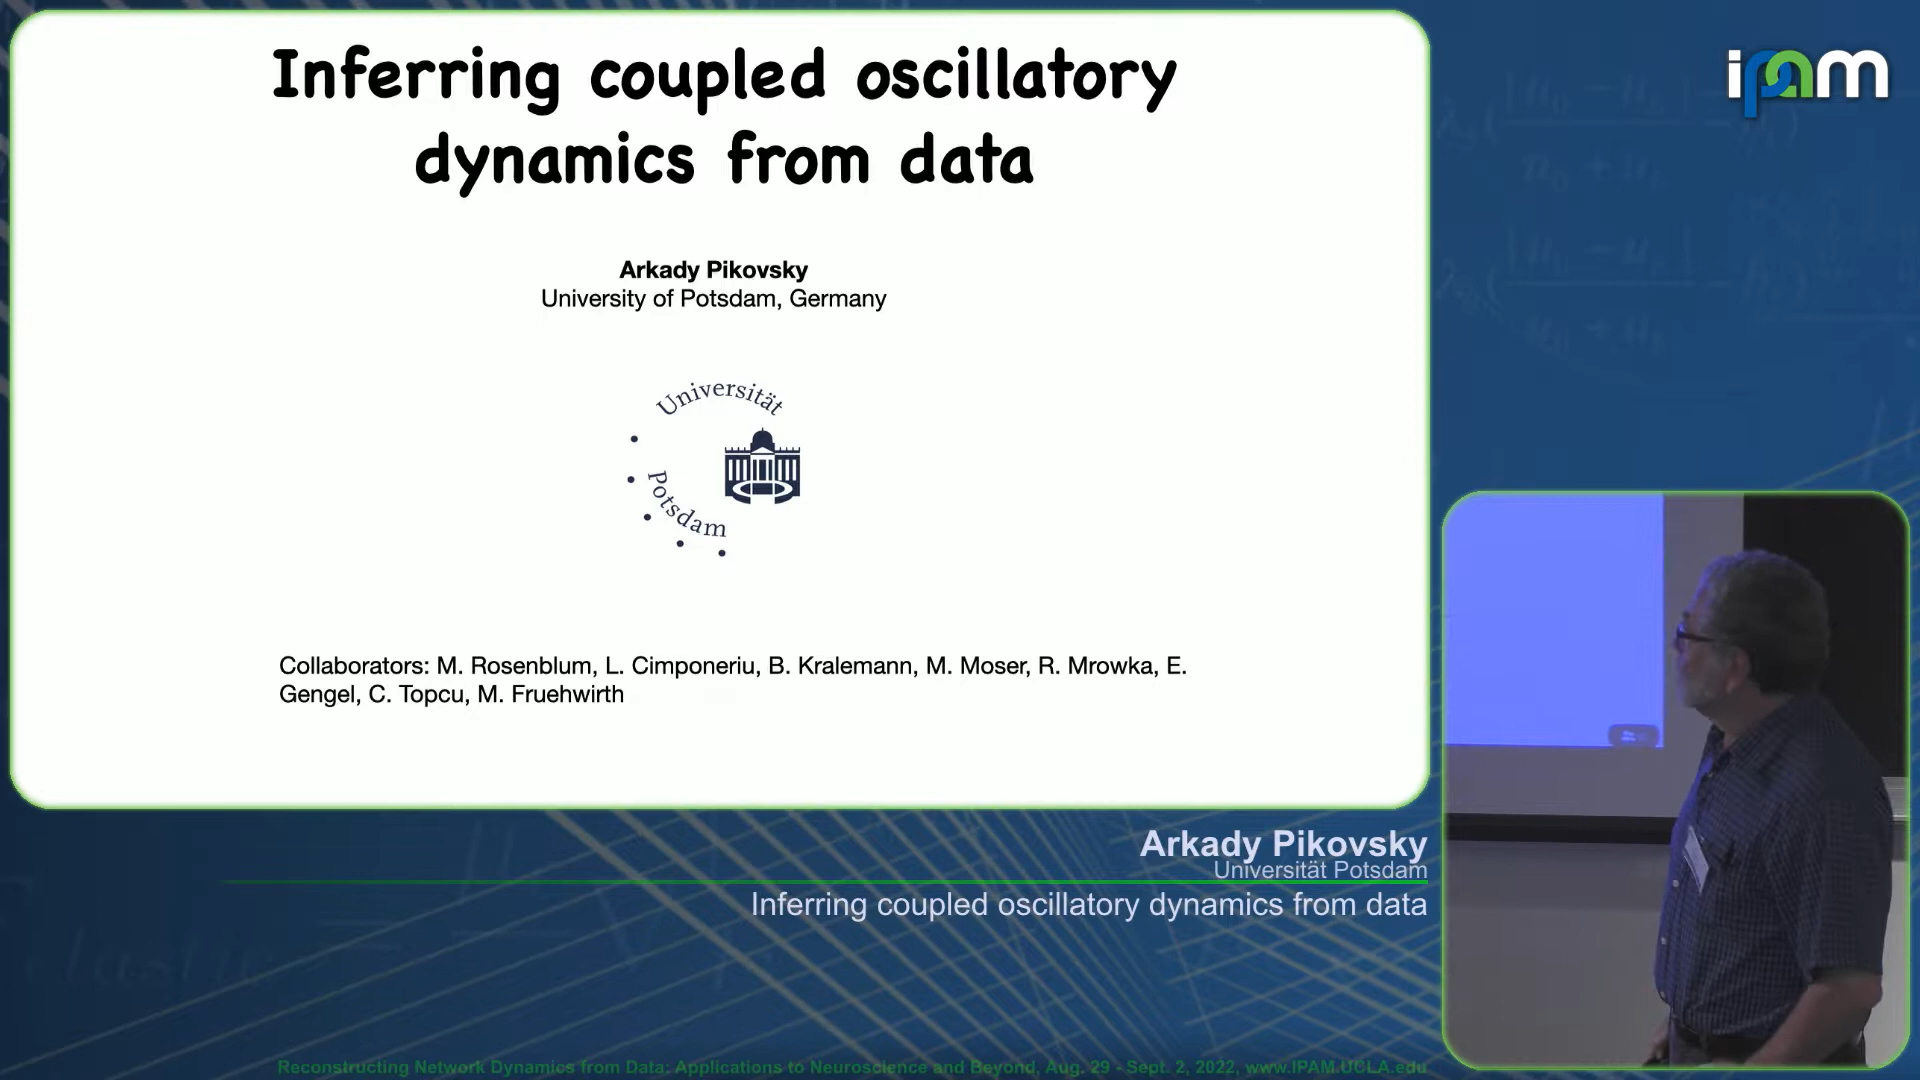 Inferring coupled oscillatory
dynamics from data
Arkady Pikovsky
University of Potsdam, Germany
Universität
Potsdam
Collaborators: M. Rosenblum, L. Cimponeriu, B. Kralemann, M. Moser, R. Mrowka, E.
Gengel, C. Topcu, M. Fruehwirth
ipam
Arkady Pikovsky
Universität Potsdam
Inferring coupled oscillatory dynamics from data
Reconstructing Network Dynamics from Data: Applications to Neuroscience and Beyond, Aug. 29 - Sept. 2, 2022, www.IPAM.UCLA.edu